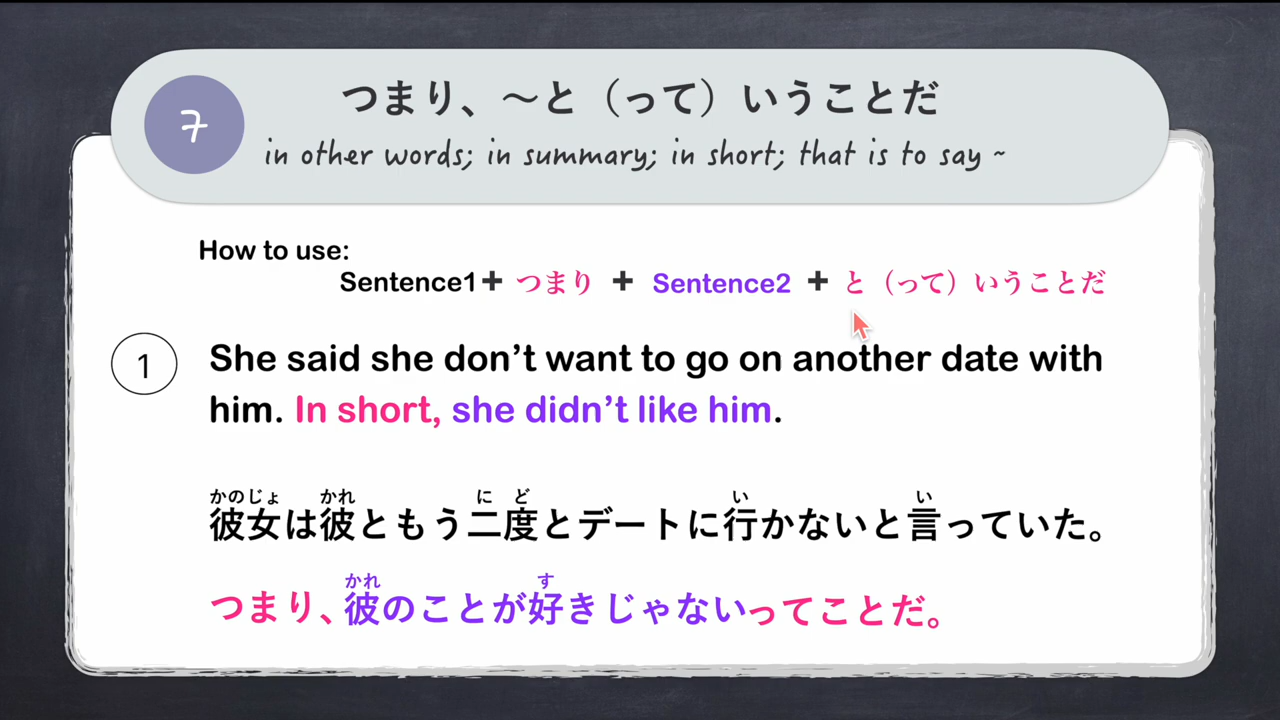 7
つまり、〜と（って）いうことだ
in other words; in summary; in short; that is to say ~
How to use:
Sentence1+ つまり + Sentence2 + と（って）いうことだ
1
She said she don't want to go on another date with
him. In short, she didn't like him.
かのじょ かれ に ど い い
彼女は彼ともう二度とデートに行かないと言っていた。
かれ す
つまり、彼のことが好きじゃないってことだ。